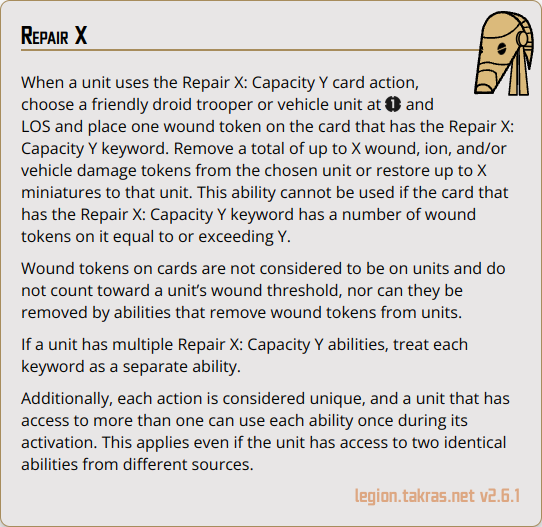 Repair X
When a unit uses the Repair X: Capacity Y card action,
choose a friendly droid trooper or vehicle unit at 1 and
LOS and place one wound token on the card that has the Repair X:
Capacity Y keyword. Remove a total of up to X wound, ion, and/or
vehicle damage tokens from the chosen unit or restore up to X
miniatures to that unit. This ability cannot be used if the card that
has the Repair X: Capacity Y keyword has a number of wound
tokens on it equal to or exceeding Y.
Wound tokens on cards are not considered to be on units and do
not count toward a unit’s wound threshold, nor can they be
removed by abilities that remove wound tokens from units.
If a unit has multiple Repair X: Capacity Y abilities, treat each
keyword as a separate ability.
Additionally, each action is considered unique, and a unit that has
access to more than one can use each ability once during its
activation. This applies even if the unit has access to two identical
abilities from different sources.
legion.takras.net v2.6.1